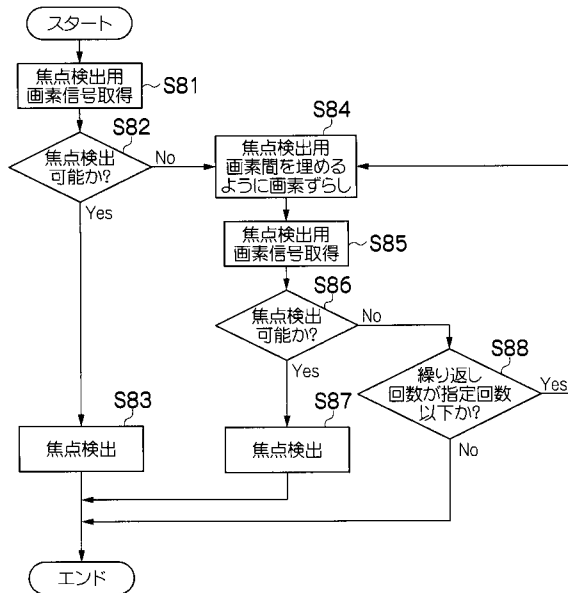 スタート
焦点検出用
画素信号取得
S81
S82
焦点検出
可能か?
No
Yes
S84
焦点検出用
画素間を埋める
ように画素ずらし
焦点検出用
画素信号取得
S85
S86
焦点検出
可能か?
No
Yes
S88
繰り返し
回数が指定回数
以下か?
Yes
No
S83
焦点検出
S87
焦点検出
エンド